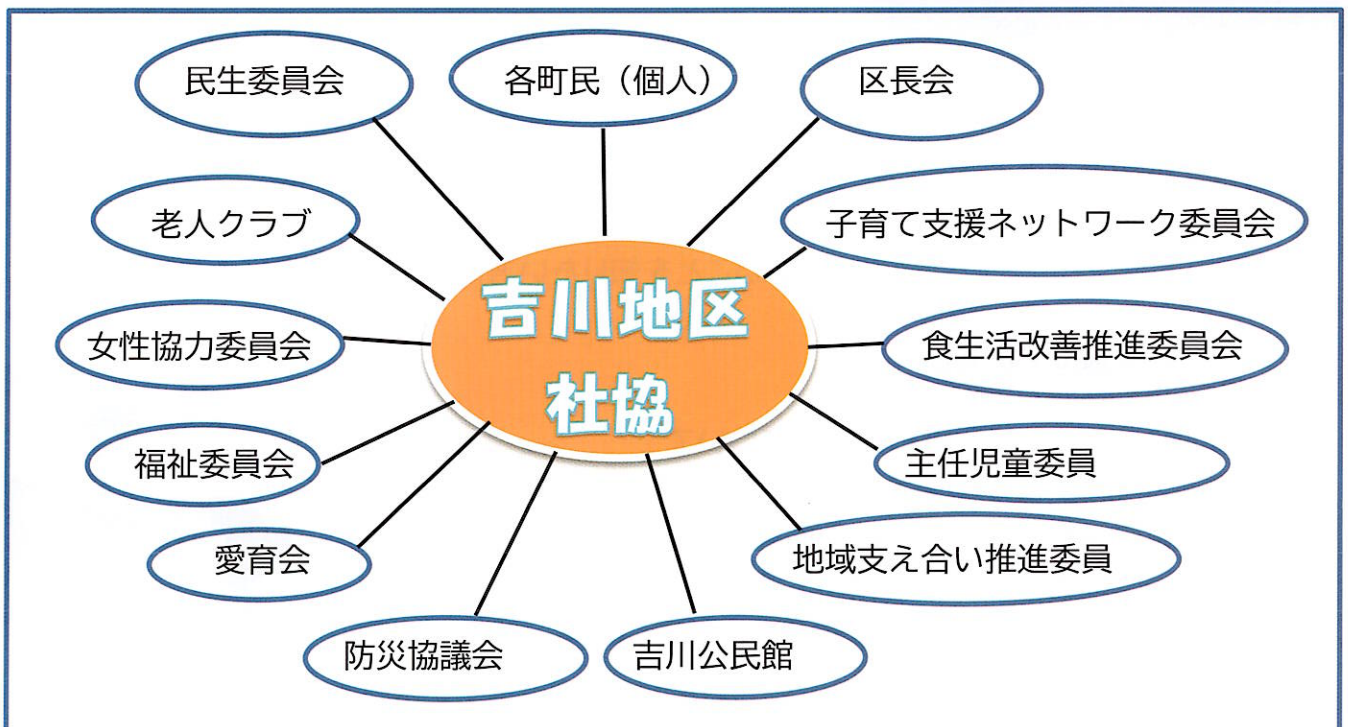 民生委員会
各町民（個人）
区長会
老人クラブ
子育て支援ネットワーク委員会
吉川地区
社協
女性協力委員会
食生活改善推進委員会
福祉委員会
主任児童委員
愛育会
地域支え合い推進委員
防災協議会
吉川公民館